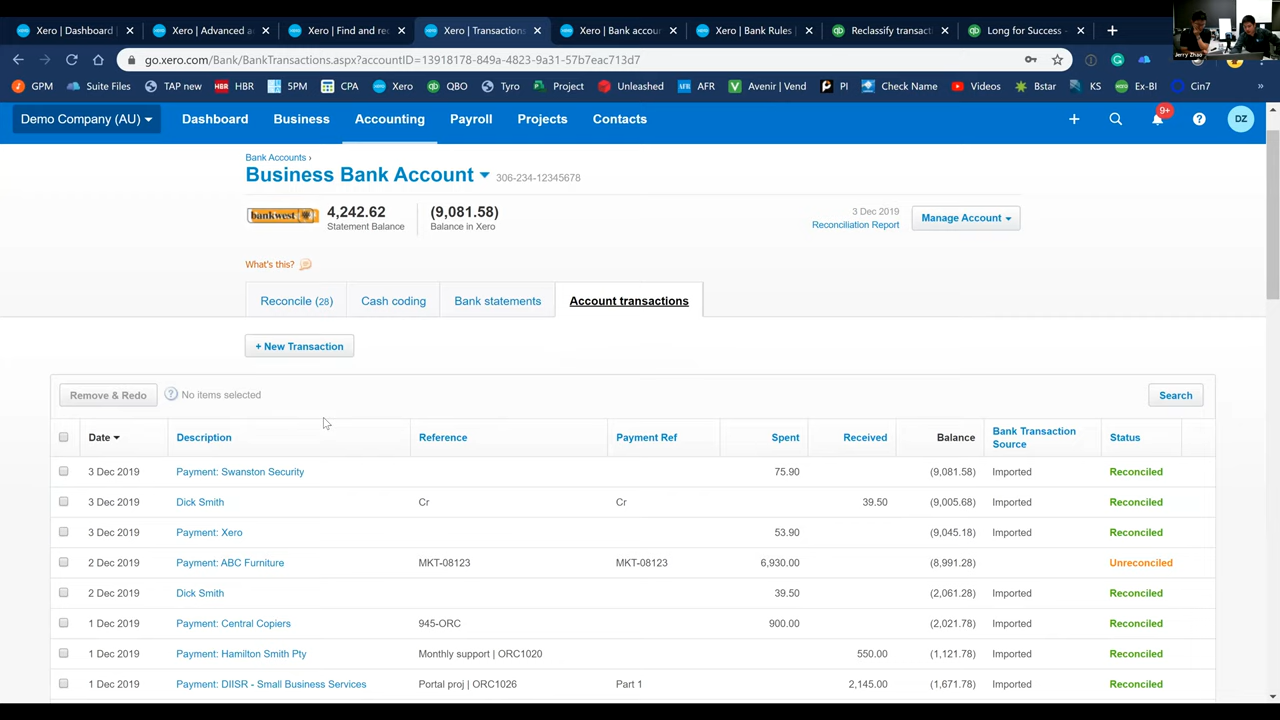 Xero | Dashboard
Xero | Advanced a
Xero | Find and re
Xero | Transactions
Xero | Bank accou
Xero | Bank Rules |
Reclassify transact
Long for Success -
Jerry Zhao
go.xero.com/Bank/BankTransactions.aspx?accountID=13918178-
9a-4823-9a31-57b7eac713d7
GPM
Suite Files
TAP new
HBR HBR
5PM
CPA
Xero
QBO
Tyro
Project
Unleashed
AFR AFR
Avenir | Vend
PI
Check Name
Videos
Bstar
KS
Ex-BI
Cin7
»
Demo Company (AU)
Dashboard
Business
Accounting
Payroll
Projects
Contacts
9+
DZ
Bank Accounts ›
Business Bank Account
306-234-12345678
bankwest
4,242.62
Statement Balance
(9,081.58)
Balance in Xero
3 Dec 2019
Reconciliation Report
Manage Account
What's this?
Reconcile (28)
Cash coding
Bank statements
Account transactions
+ New Transaction
Remove & Redo
? No items selected
Search
Date Description Reference Payment Ref Spent Received Balance Bank Transaction Source Status
3 Dec 2019 Payment: Swanston Security 75.90 (9,081.58) Imported Reconciled
3 Dec 2019 Dick Smith Cr Cr 39.50 (9,005.68) Imported Reconciled
3 Dec 2019 Payment: Xero 53.90 (9,045.18) Imported Reconciled
2 Dec 2019 Payment: ABC Furniture MKT-08123 MKT-08123 6,930.00 (8,991.28) Unreconciled
2 Dec 2019 Dick Smith 39.50 (2,061.28) Imported Reconciled
1 Dec 2019 Payment: Central Copiers 945-ORC 900.00 (2,021.78) Imported Reconciled
1 Dec 2019 Payment: Hamilton Smith Pty Monthly support | ORC1020 550.00 (1,121.78) Imported Reconciled
1 Dec 2019 Payment: DIISR - Small Business Services Portal proj | ORC1026 Part 1 2,145.00 (1,671.78) Imported Reconciled